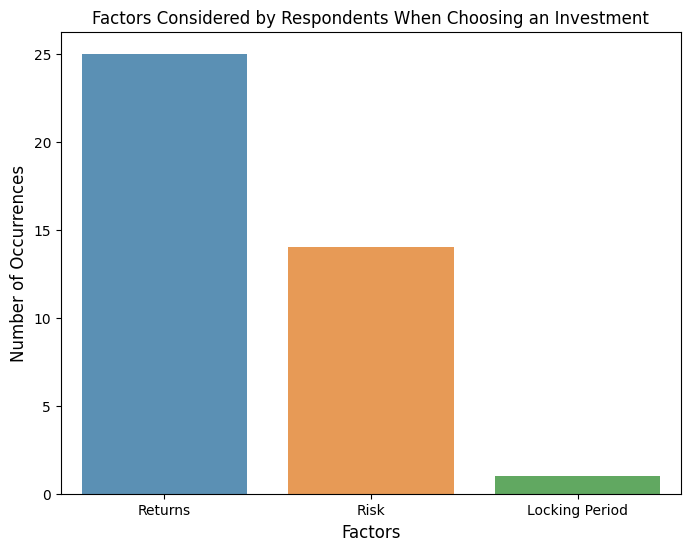 Factors Considered by Respondents When Choosing an Investment
Number of Occurrences
25
20
15
10
5
0
Returns
Risk
Locking Period
Factors